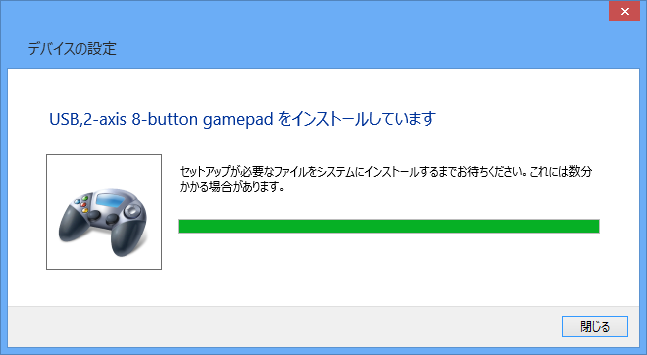 デバイスの設定
USB,2-axis 8-button gamepad をインストールしています
セットアップが必要なファイルをシステムにインストールするまでお待ちください。これには数分
かかる場合があります。
閉じる